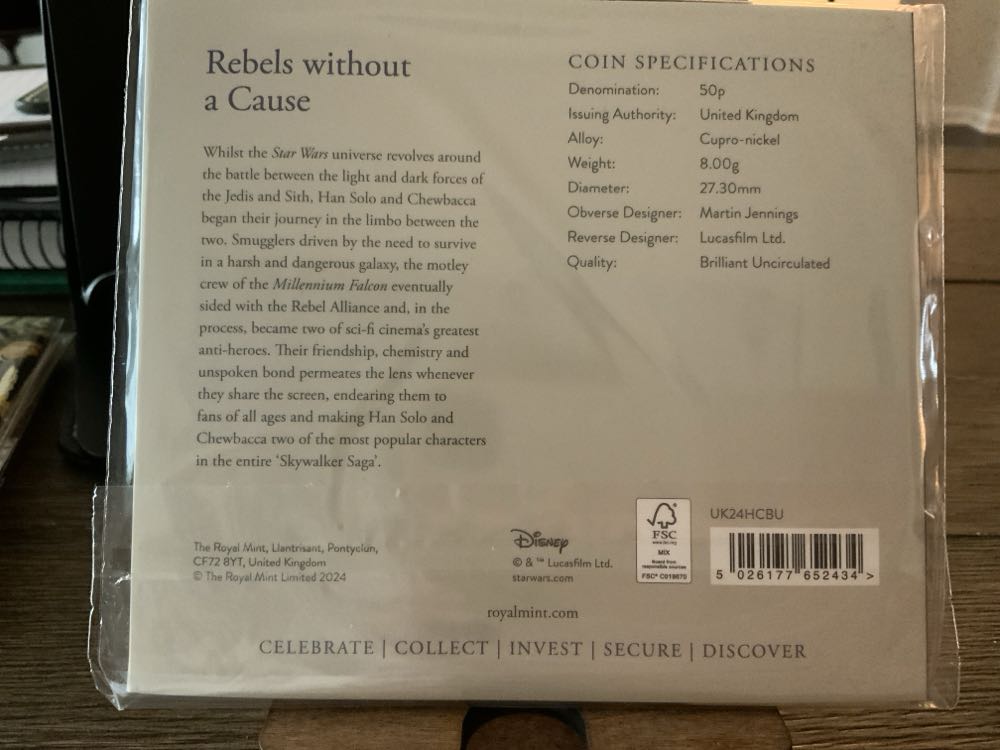 Rebels without
a Cause
Whilst the Star Wars universe revolves around
the battle between the light and dark forces of
the Jedis and Sith, Han Solo and Chewbacca
began their journey in the limbo between the
two. Smugglers driven by the need to survive
in a harsh and dangerous galaxy, the motley
crew of the Millennium Falcon eventually
sided with the Rebel Alliance and, in the
process, became two of sci-fi cinema's greatest
anti-heroes. Their friendship, chemistry and
unspoken bond permeates the lens whenever
they share the screen, endearing them to
fans of all ages and making Han Solo and
Chewbacca two of the most popular characters
in the entire 'Skywalker Saga'.
COIN SPECIFICATIONS
Denomination: 50p
Issuing Authority: United Kingdom
Alloy: Cupro-nickel
Weight: 8.00g
Diameter: 27.30mm
Obverse Designer: Martin Jennings
Reverse Designer: Lucasfilm Ltd.
Quality: Brilliant Uncirculated
The Royal Mint, Llantrisant, Pontyclun,
CF72 8YT, United Kingdom
© The Royal Mint Limited 2024
Disney
© & ™ Lucasfilm Ltd.
starwars.com
FSC
www.fsc.org
MIX
Board from
responsible sources
FSC® C019870
UK24HCBU
5 026177 652434 >
royalmint.com
CELEBRATE | COLLECT | INVEST | SECURE | DISCOVER